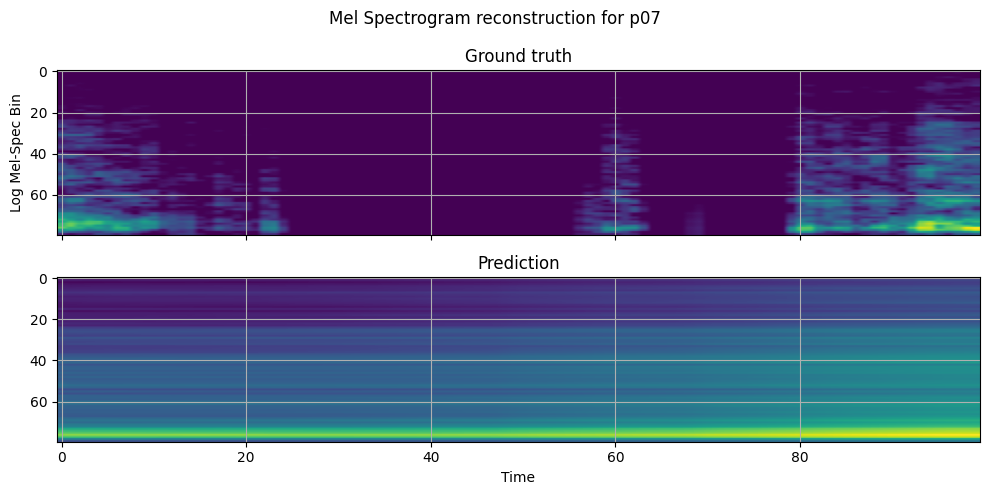 Mel Spectrogram reconstruction for p07
Ground truth
0
20
40
60
Log Mel-Spec Bin
Prediction
0
20
40
60
0 20 40 60 80
Time